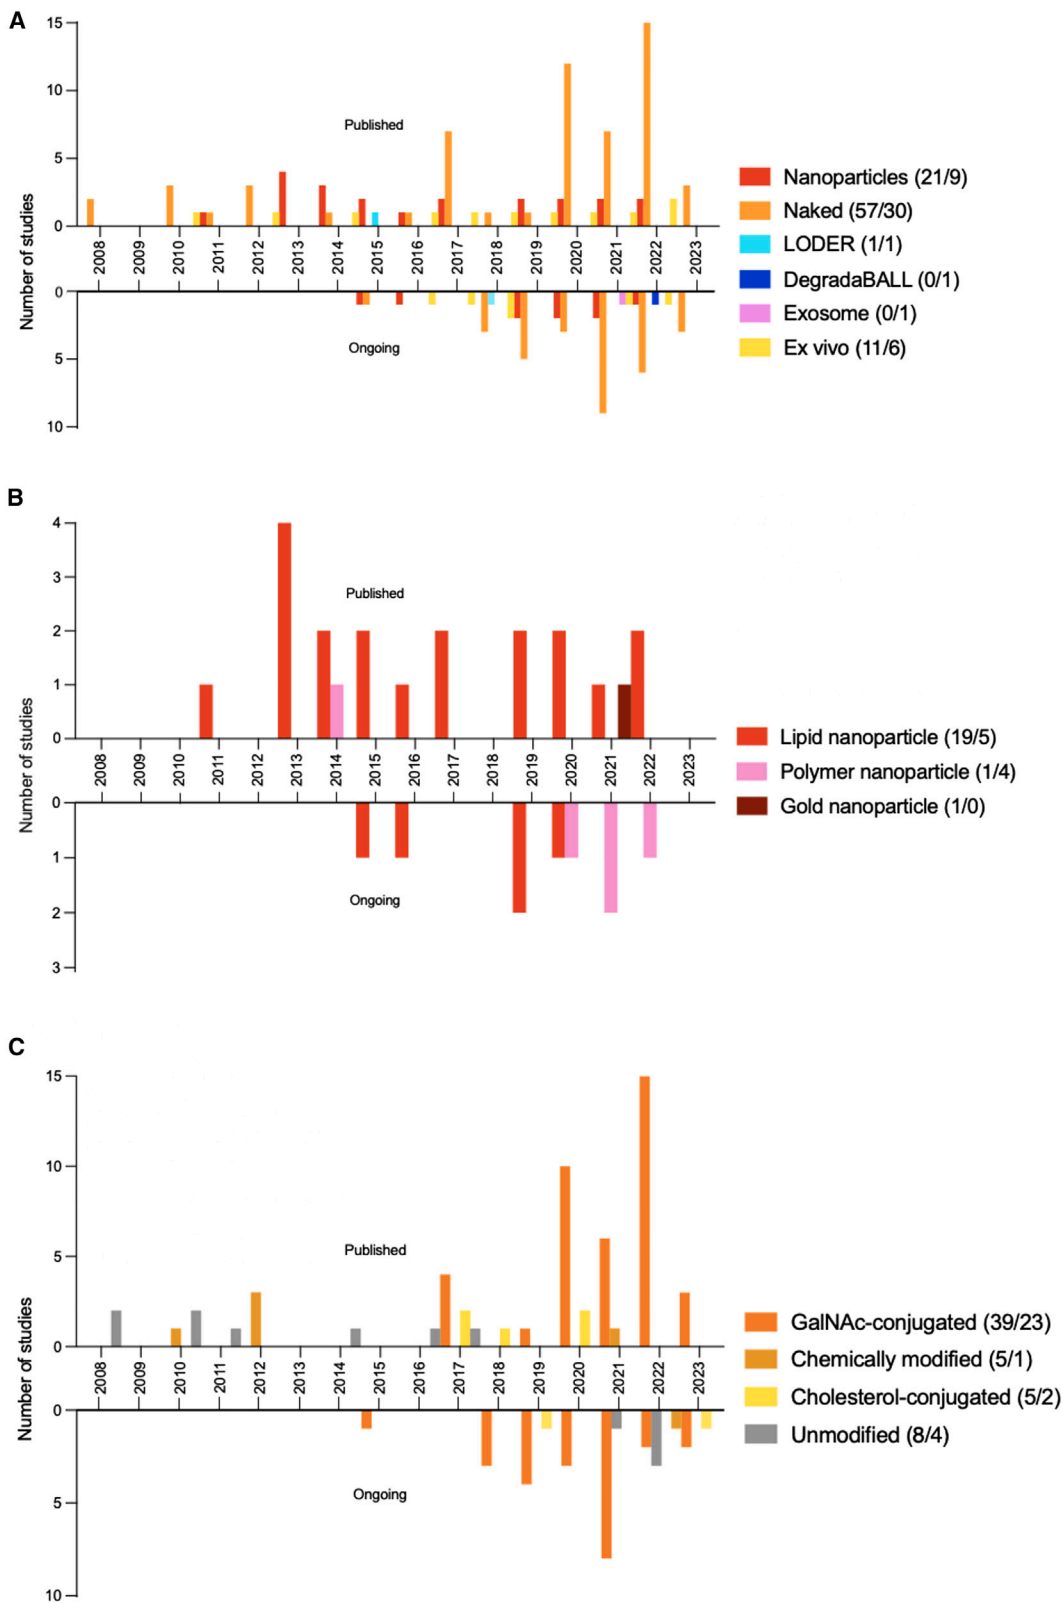 A
15
10
5
0
Published
Number of studies
2008 2009 2010 2011 2012 2013 2014 2015 2016 2017 2018 2019 2020 2021 2022 2023
0
5
10
Ongoing
Nanoparticles (21/9)
Naked (57/30)
LODER (1/1)
DegradaBALL (0/1)
Exosome (0/1)
Ex vivo (11/6)
B
4
3
2
1
0
Published
Number of studies
2008 2009 2010 2011 2012 2013 2014 2015 2016 2017 2018 2019 2020 2021 2022 2023
0
1
2
3
Ongoing
Lipid nanoparticle (19/5)
Polymer nanoparticle (1/4)
Gold nanoparticle (1/0)
C
15
10
5
0
Published
Number of studies
2008 2009 2010 2011 2012 2013 2014 2015 2016 2017 2018 2019 2020 2021 2022 2023
0
5
10
Ongoing
GalNAc-conjugated (39/23)
Chemically modified (5/1)
Cholesterol-conjugated (5/2)
Unmodified (8/4)